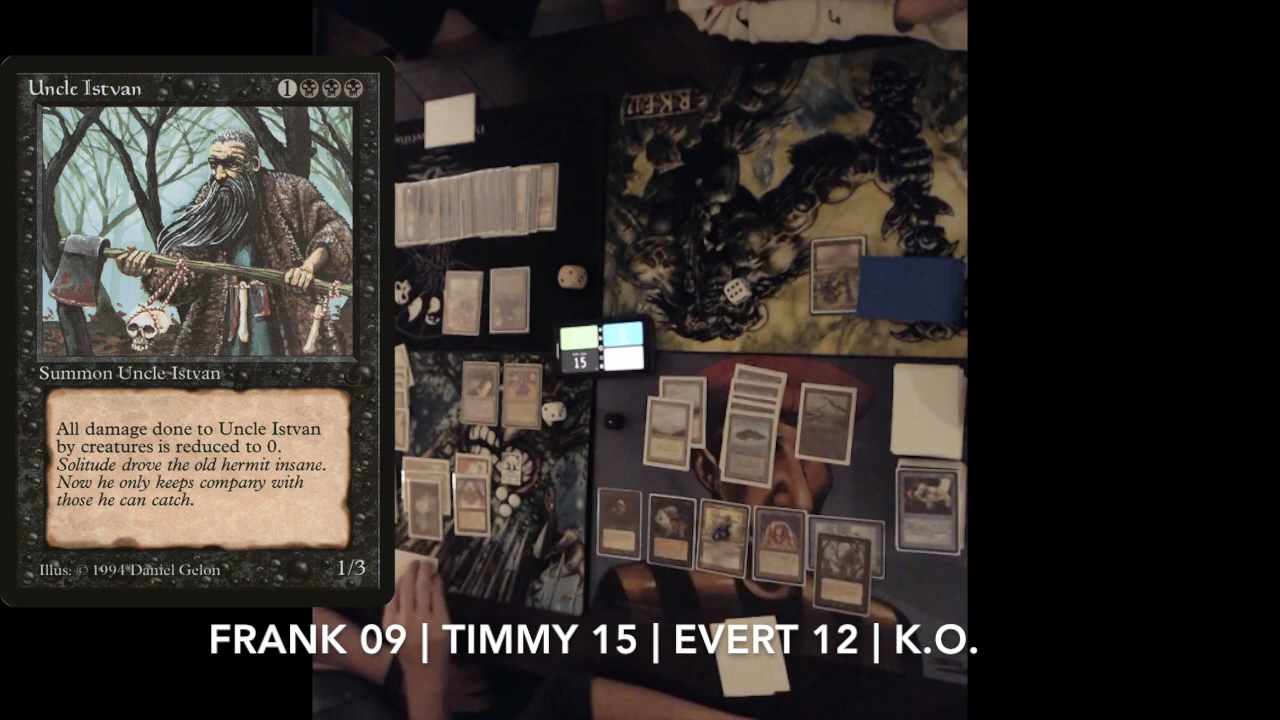 Uncle Istvan
1
Summon Uncle Istvan
All damage done to Uncle Istvan
by creatures is reduced to 0.
Solitude drove the old hermit insane.
Now he only keeps company with
those he can catch.
Illus. © 1994 Daniel Gelon
1/3
15
FRANK 09 | TIMMY 15 | EVERT 12 | K.O.